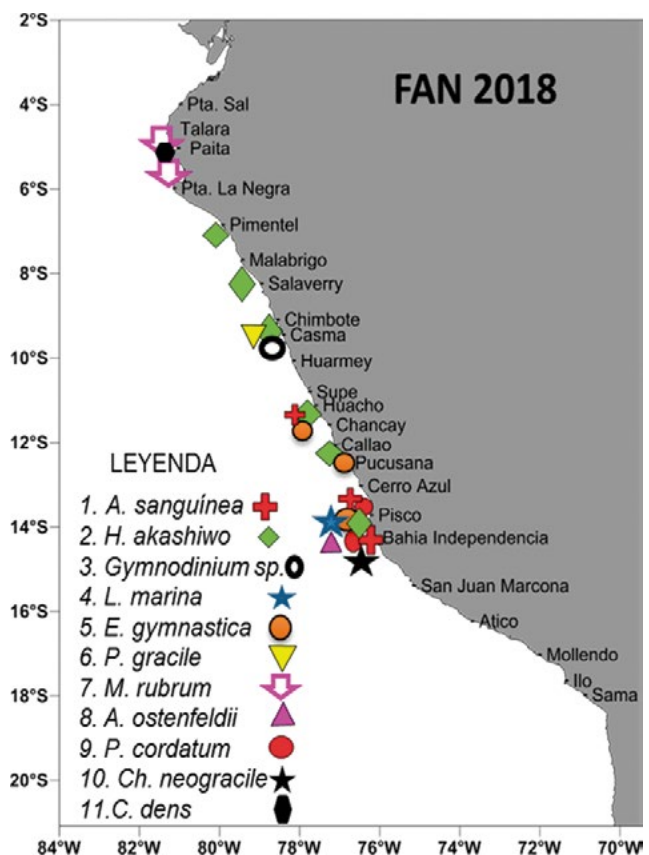 FAN 2018
2°S
4°S
6°S
8°S
10°S
12°S
14°S
16°S
18°S
20°S
Pta. Sal
Talara
Paita
Pta. La Negra
Pimentel
Malabrigo
Salaverry
Chimbote
Casma
Huarmey
Supe
Huacho
Chancay
Callao
Pucusana
Cerro Azul
Pisco
Bahia Independencia
San Juan Marcona
Atico
Mollendo
Ilo
Sama
LEYENDA
1. A. sanguínea
2. H. akashiwo
3. Gymnodinium sp.
4. L. marina
5. E. gymnastica
6. P. gracile
7. M. rubrum
8. A. ostenfeldii
9. P. cordatum
10. Ch. neogracile
11.C. dens
84°W 82°W 80°W 78°W 76°W 74°W 72°W 70°W